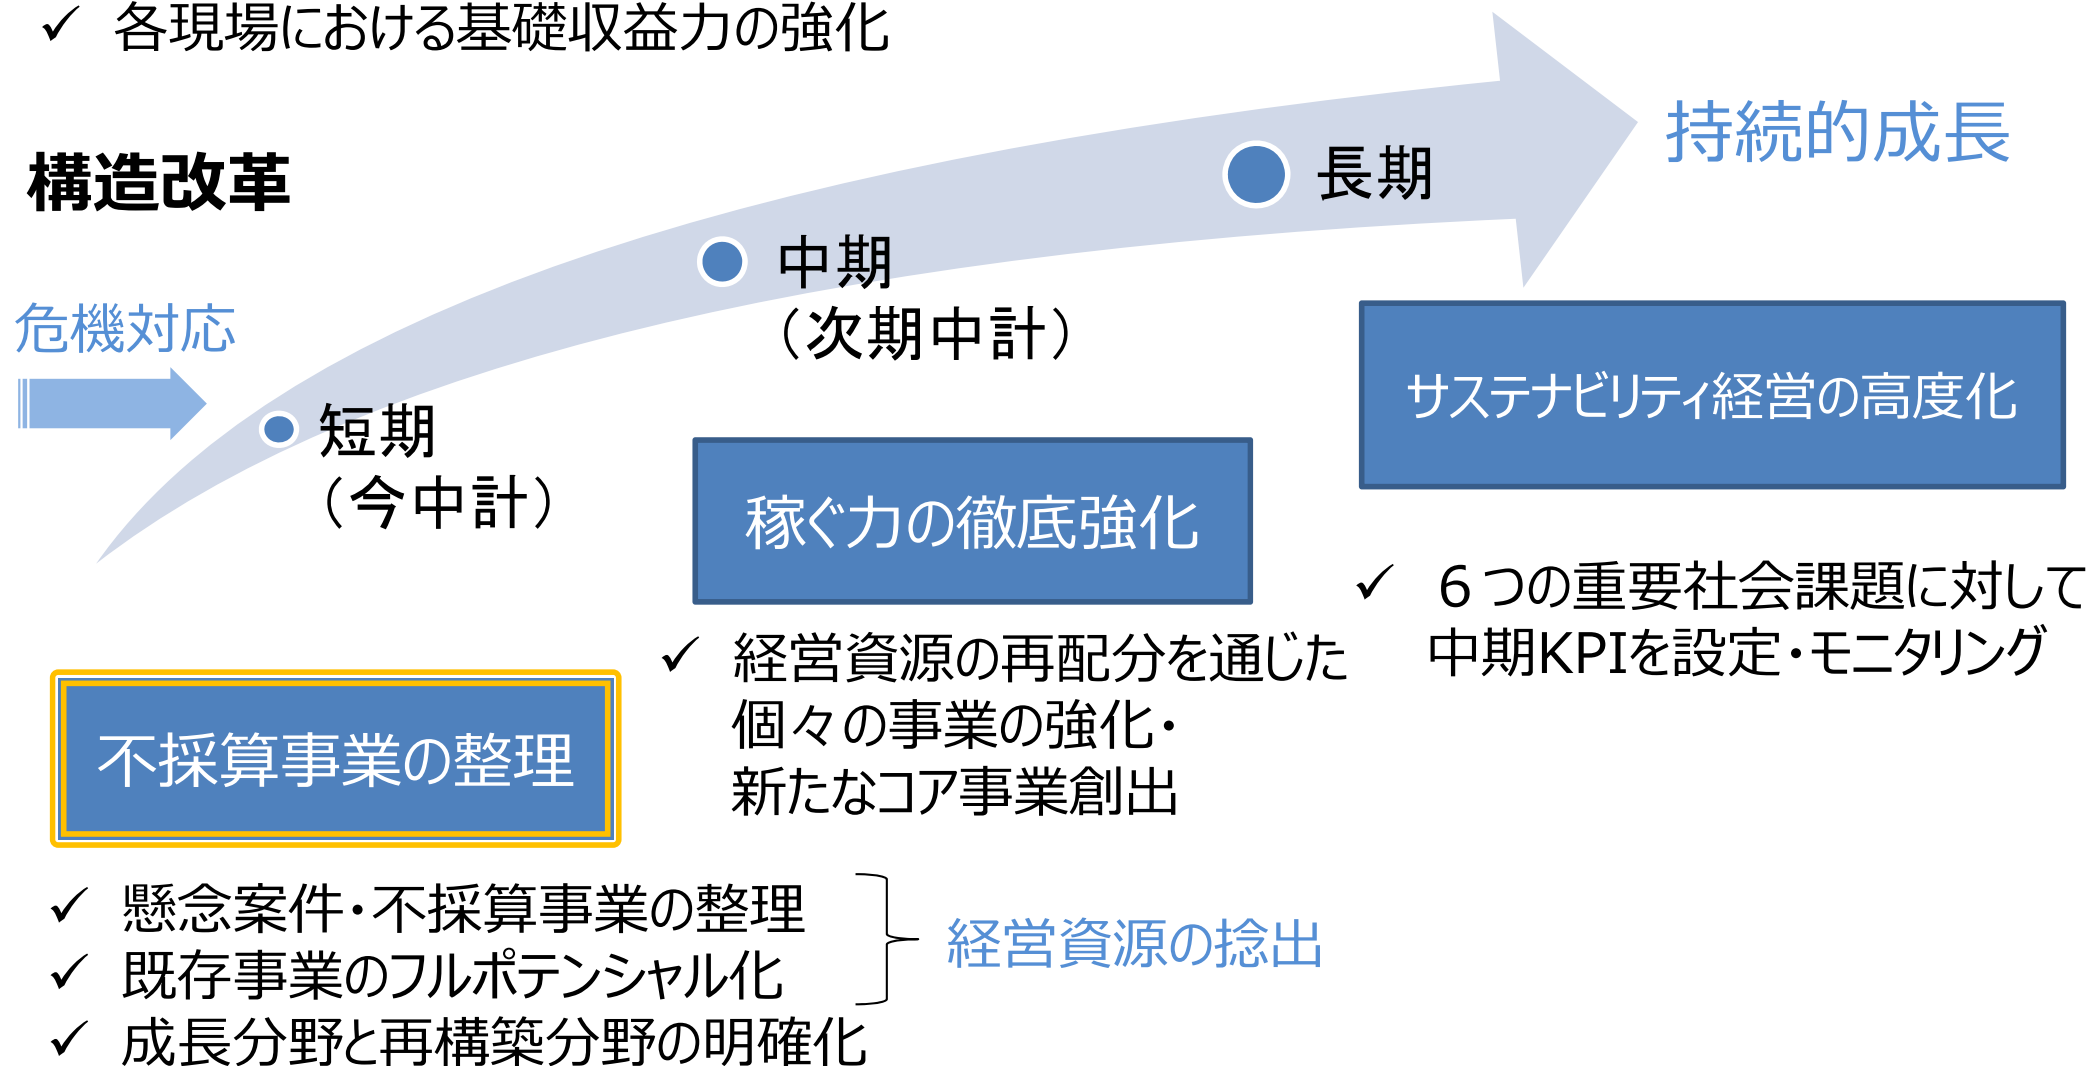 ✓ 各現場における基礎収益力の強化
構造改革
持続的成長
長期
中期
（次期中計）
危機対応
短期
（今中計）
サステナビリティ経営の高度化
稼ぐ力の徹底強化
✓ ６つの重要社会課題に対して
中期KPIを設定・モニタリング
✓ 経営資源の再配分を通じた
個々の事業の強化・
新たなコア事業創出
不採算事業の整理
✓ 懸念案件・不採算事業の整理
✓ 既存事業のフルポテンシャル化
✓ 成長分野と再構築分野の明確化
経営資源の捻出